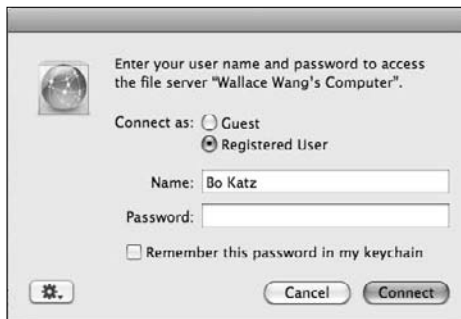 Enter your user name and password to access
the file server “Wallace Wang’s Computer”.
Connect as: Guest
Registered User
Name: Bo Katz
Password:
Remember this password in my keychain
Cancel Connect